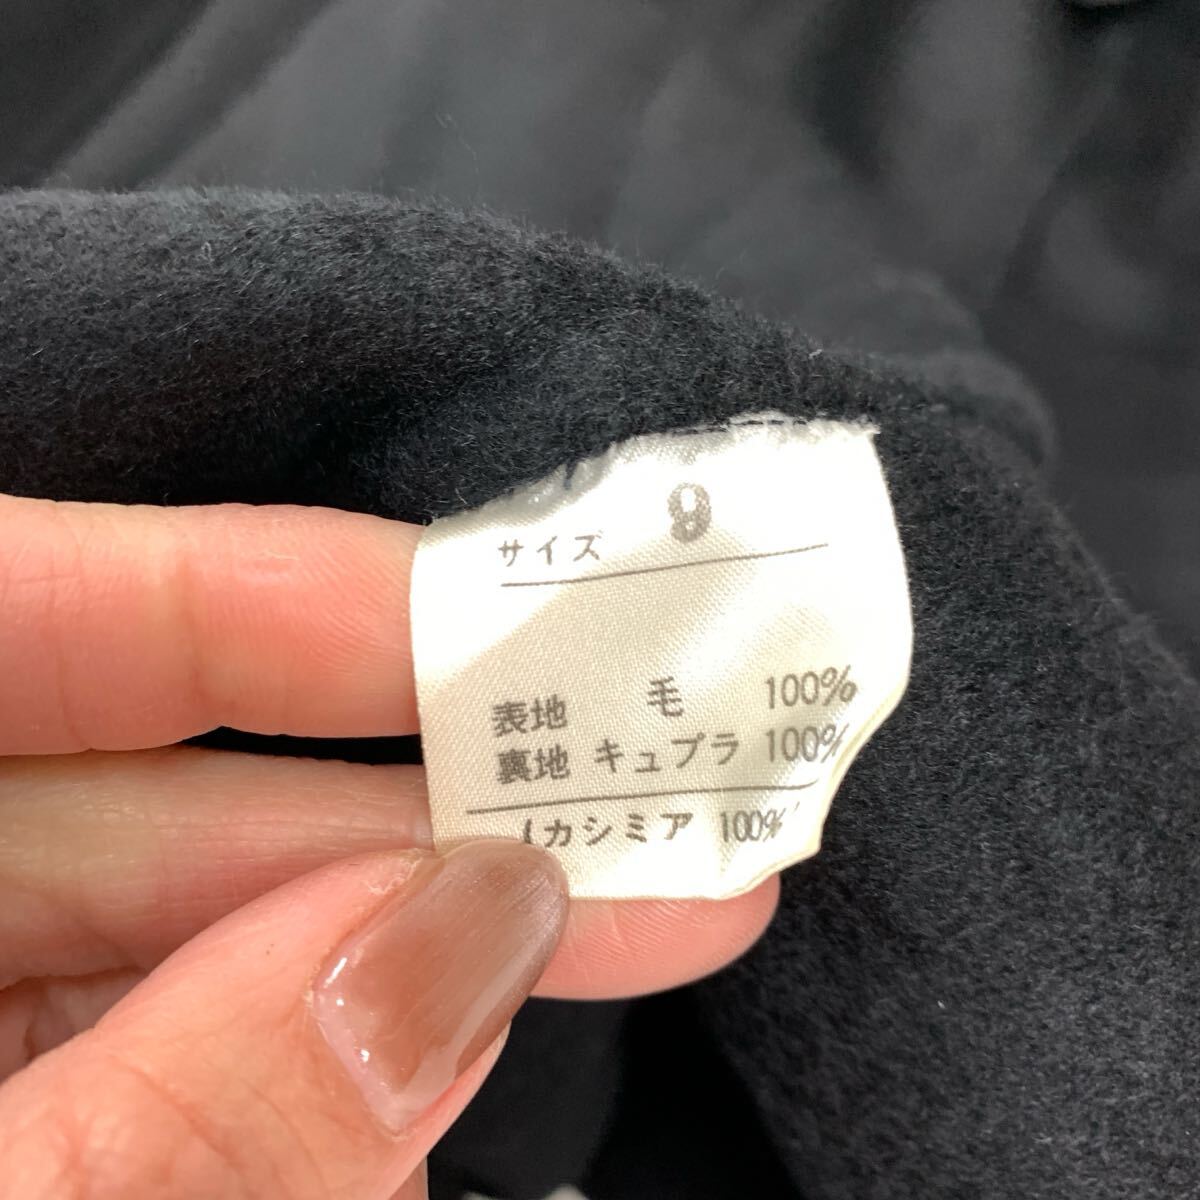 サイズ 9
表地 毛 100%
裏地 キュプラ 100%
(カシミア 100%